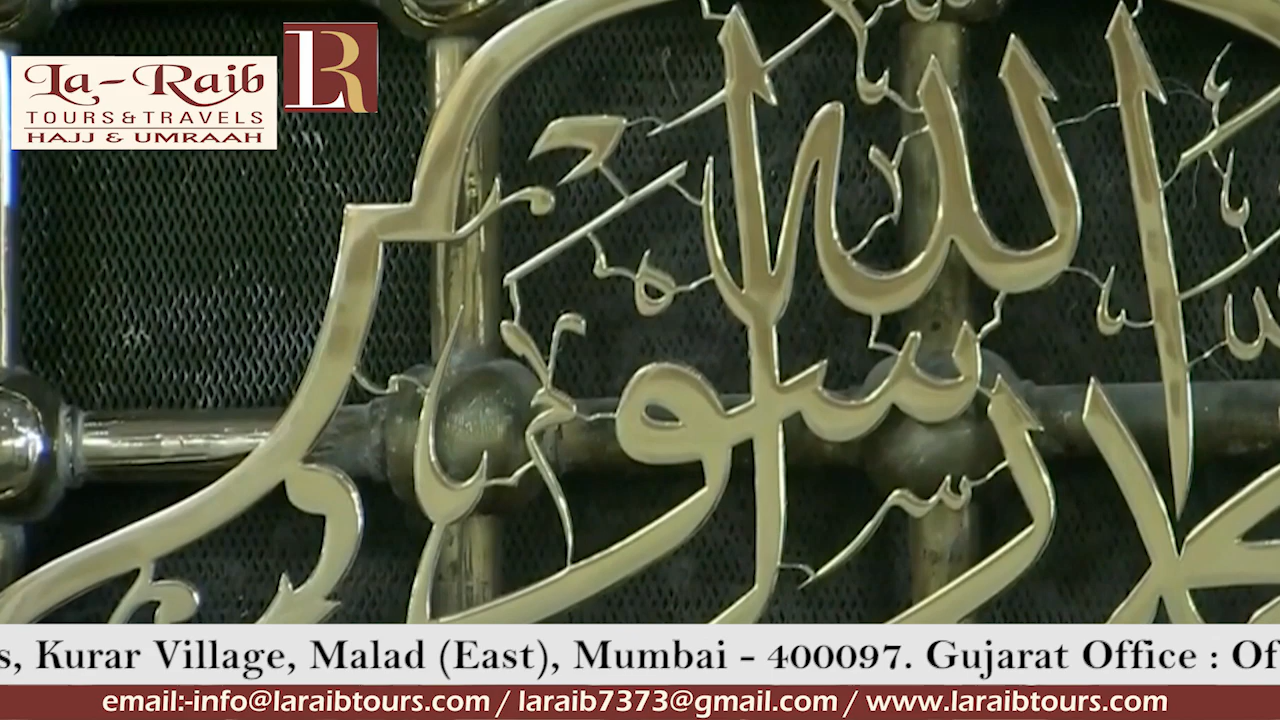 La-Raib
TOURS & TRAVELS
HAJJ & UMRAAH
LR
الله
رسول
s, Kurar Village, Malad (East), Mumbai - 400097. Gujarat Office : Of
email:-info@laraibtours.com / laraib7373@gmail.com / www.laraibtours.com